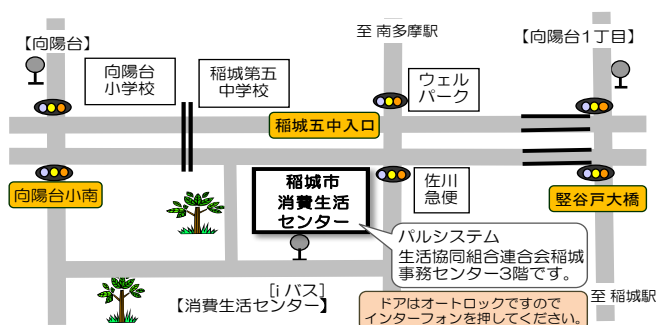 至 南多摩駅
【向陽台】
【向陽台1丁目】
向陽台
小学校
稲城第五
中学校
ウェル
パーク
稲城五中入口
向陽台小南
稲城市
消費生活
センター
佐川
急便
竪谷戸大橋
パルシステム
生活協同組合連合会稲城
事務センター3階です。
[i バス]
【消費生活センター】
至 稲城駅
ドアはオートロックですので
インターフォンを押してください。